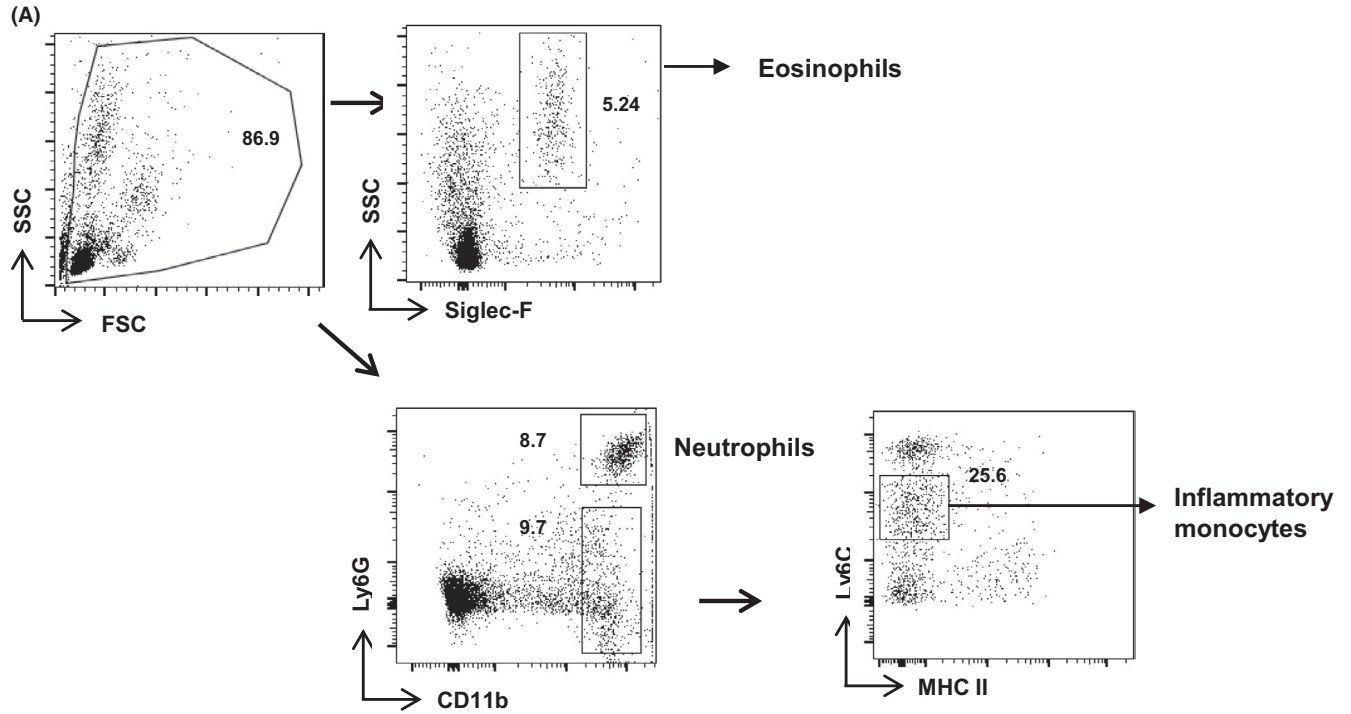 (A)
86.9
SSC
FSC
5.24
SSC
Siglec-F
Eosinophils
8.7
9.7
Ly6G
CD11b
Neutrophils
25.6
Ly6C
MHC II
Inflammatory
monocytes